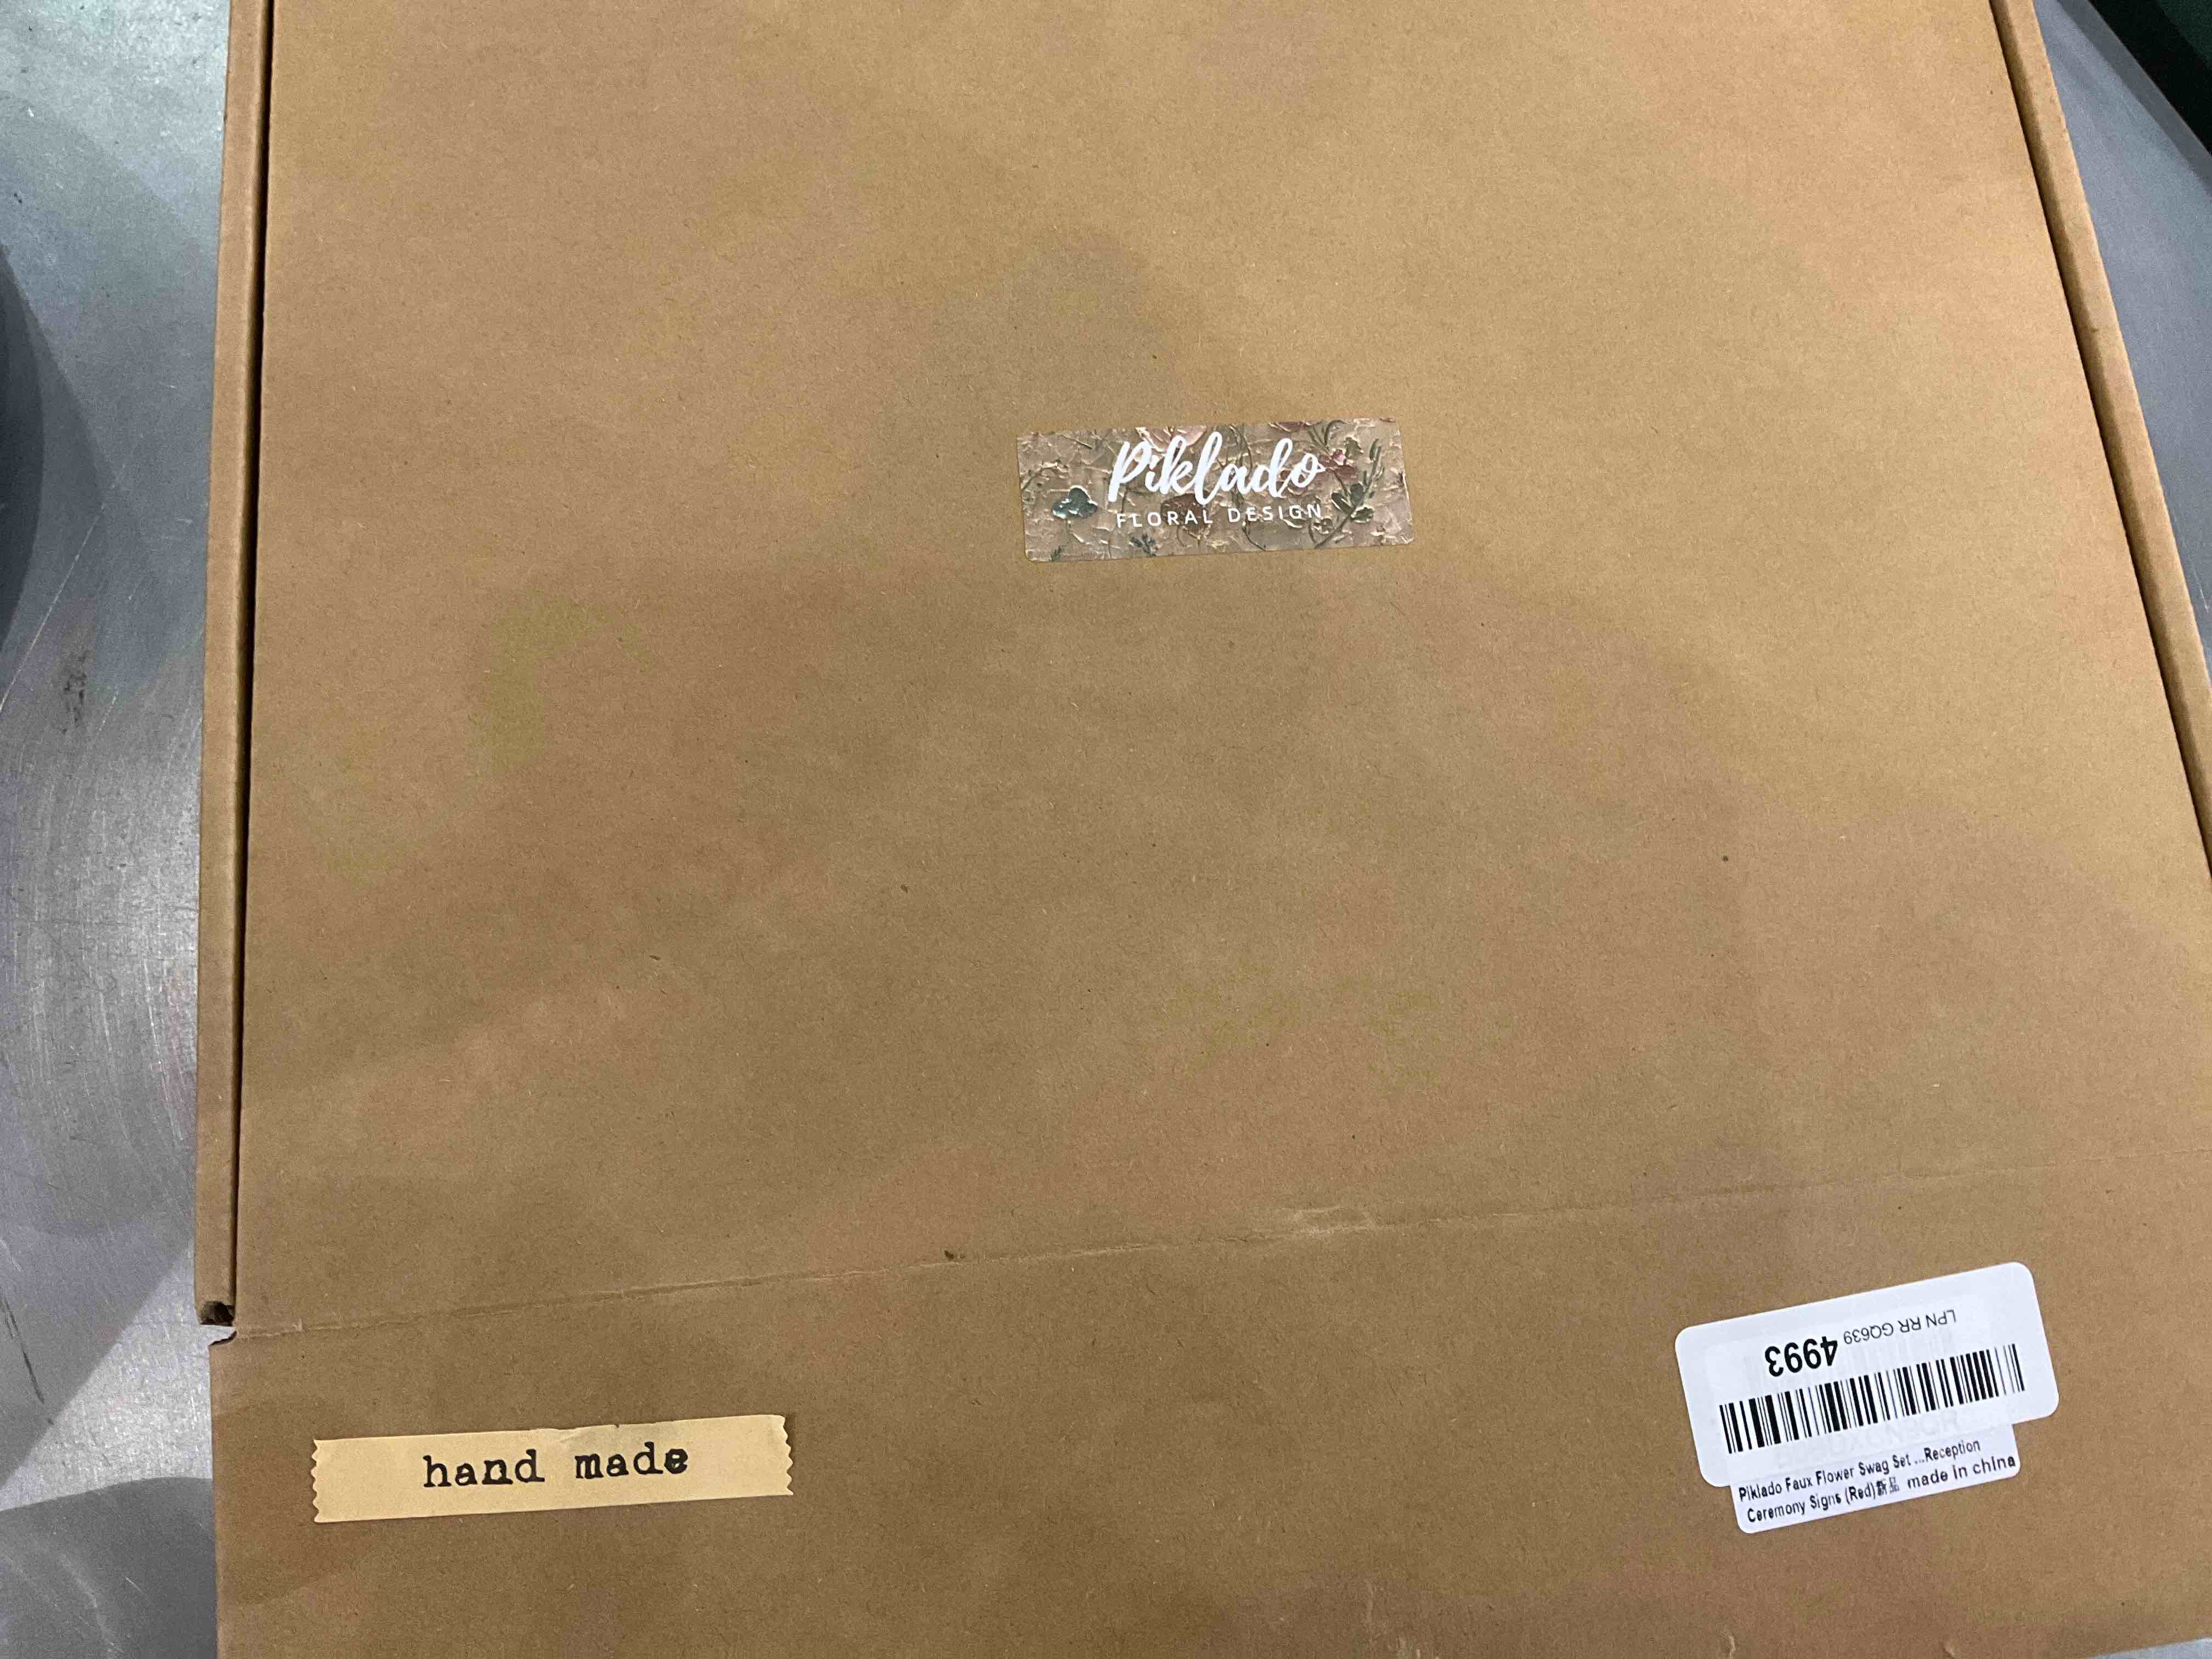 Piklado
FLORAL DESIGN
hand made
LPN RR GQ639 4993
Piklado Faux Flower Swag Set ...Reception
Ceremony Signs (Red)新品 made in china